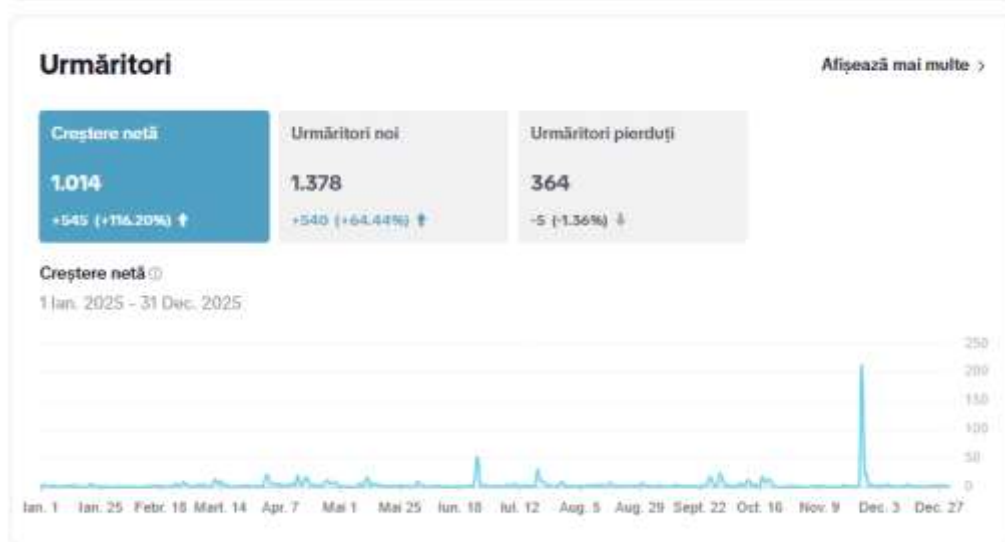 Urmăritori
Afișează mai multe >
Creștere netă
1.014
+545 (+116.20%) ↑
Urmăritori noi
1.378
+540 (+64.44%) ↑
Urmăritori pierduți
364
-5 (-1.36%) ↓
Creștere netă ⓘ
1 Ian. 2025 - 31 Dec. 2025
250
200
150
100
50
0
Ian. 1 Ian. 25 Febr. 18 Mart. 14 Apr. 7 Mai 1 Mai 25 Iun. 18 Iul. 12 Aug. 5 Aug. 29 Sept. 22 Oct. 16 Nov. 9 Dec. 3 Dec. 27